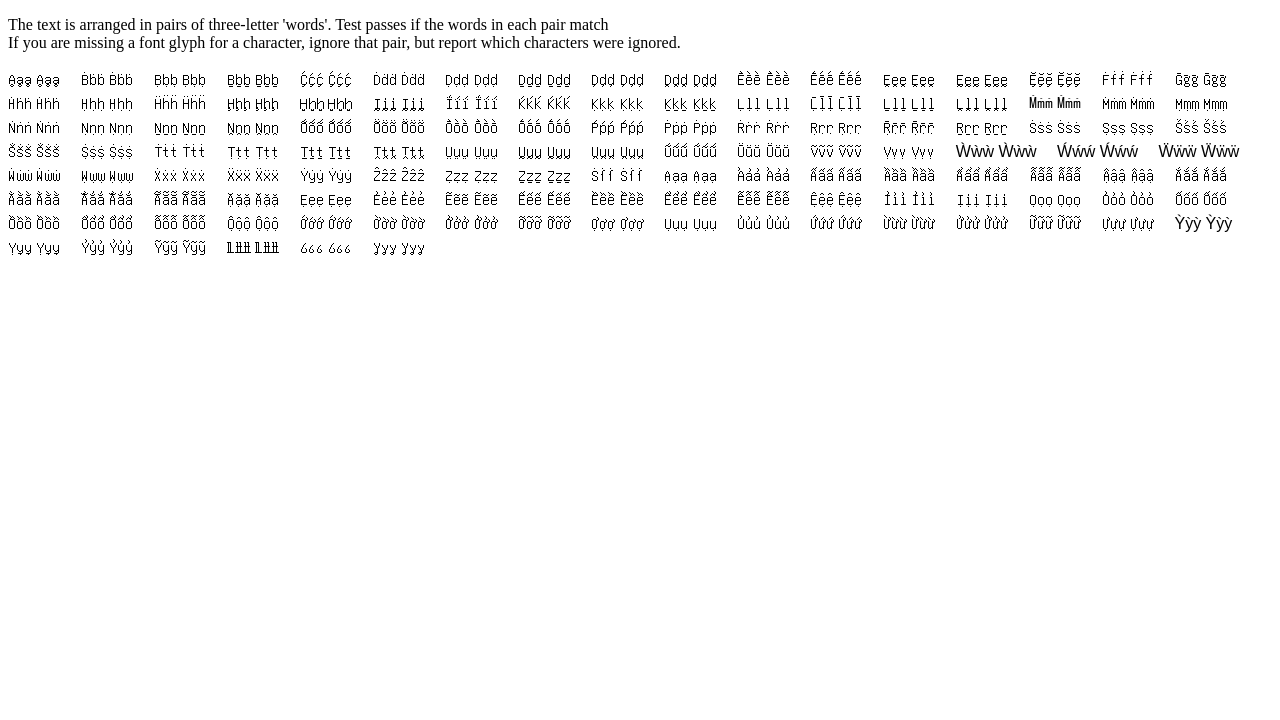 The text is arranged in pairs of three-letter 'words'. Test passes if the words in each pair match
If you are missing a font glyph for a character, ignore that pair, but report which characters were ignored.
Ḁḁḁ Ḁḁḁ Ḃḃḃ Ḃḃḃ Ḅḅḅ Ḅḅḅ Ḇḇḇ Ḇḇḇ Ḉḉḉ Ḉḉḉ Ḋḋḋ Ḋḋḋ Ḍḍḍ Ḍḍḍ Ḏḏḏ Ḏḏḏ Ḑḑḑ Ḑḑḑ Ḓḓḓ Ḓḓḓ Ḕḕḕ Ḕḕḕ Ḗḗḗ Ḗḗḗ Ḙḙḙ Ḙḙḙ Ḛḛḛ Ḛḛḛ Ḝḝḝ Ḝḝḝ Ḟḟḟ Ḟḟḟ Ḡḡḡ Ḡḡḡ
Ḣḣḣ Ḣḣḣ Ḥḥḥ Ḥḥḥ Ḧḧḧ Ḧḧḧ Ḩḩḩ Ḩḩḩ Ḫḫḫ Ḫḫḫ Ḭḭḭ Ḭḭḭ Ḯḯḯ Ḯḯḯ Ḱḱḱ Ḱḱḱ Ḳḳḳ Ḳḳḳ Ḵḵḵ Ḵḵḵ Ḷḷḷ Ḷḷḷ Ḹḹḹ Ḹḹḹ Ḻḻḻ Ḻḻḻ Ḽḽḽ Ḽḽḽ Ḿḿḿ Ḿḿḿ Ṁṁṁ Ṁṁṁ Ṃṃṃ Ṃṃṃ
Ṅṅṅ Ṅṅṅ Ṇṇṇ Ṇṇṇ Ṉṉṉ Ṉṉṉ Ṋṋṋ Ṋṋṋ Ṍṍṍ Ṍṍṍ Ṏṏṏ Ṏṏṏ Ṑṑṑ Ṑṑṑ Ṓṓṓ Ṓṓṓ Ṕṕṕ Ṕṕṕ Ṗṗṗ Ṗṗṗ Ṙṙṙ Ṙṙṙ Ṛṛṛ Ṛṛṛ Ṝṝṝ Ṝṝṝ Ṟṟṟ Ṟṟṟ Ṡṡṡ Ṡṡṡ Ṣṣṣ Ṣṣṣ Ṥṥṥ Ṥṥṥ
Ṧṧṧ Ṧṧṧ Ṩṩṩ Ṩṩṩ Ṫṫṫ Ṫṫṫ Ṭṭṭ Ṭṭṭ Ṯṯṯ Ṯṯṯ Ṱṱṱ Ṱṱṱ Ṳṳṳ Ṳṳṳ Ṵṵṵ Ṵṵṵ Ṷṷṷ Ṷṷṷ Ṹṹṹ Ṹṹṹ Ṻṻṻ Ṻṻṻ Ṽṽṽ Ṽṽṽ Ṿṿṿ Ṿṿṿ Ẁẁẁ Ẁẁẁ Ẃẃẃ Ẃẃẃ Ẅẅẅ Ẅẅẅ
Ẇẇẇ Ẇẇẇ Ẉẉẉ Ẉẉẉ Ẋẋẋ Ẋẋẋ Ẍẍẍ Ẍẍẍ Ẏẏẏ Ẏẏẏ Ẑẑẑ Ẑẑẑ Ẓẓẓ Ẓẓẓ Ẕẕẕ Ẕẕẕ Ṡẛẛ Ṡẛẛ Ạạạ Ạạạ Ảảả Ảảả Ấấấ Ấấấ Ầầầ Ầầầ Ẩẩẩ Ẩẩẩ Ẫẫẫ Ẫẫẫ Ậậậ Ậậậ Ắắắ Ắắắ
Ằằằ Ằằằ Ẳẳẳ Ẳẳẳ Ẵẵẵ Ẵẵẵ Ặặặ Ặặặ Ẹẹẹ Ẹẹẹ Ẻẻẻ Ẻẻẻ Ẽẽẽ Ẽẽẽ Ếếế Ếếế Ềềề Ềềề Ểểể Ểểể Ễễễ Ễễễ Ệệệ Ệệệ Ỉỉỉ Ỉỉỉ Ịịị Ịịị Ọọọ Ọọọ Ỏỏỏ Ỏỏỏ Ốốố Ốốố
Ồồồ Ồồồ Ổổổ Ổổổ Ỗỗỗ Ỗỗỗ Ộộộ Ộộộ Ớớớ Ớớớ Ờờờ Ờờờ Ởởở Ởởở Ỡỡỡ Ỡỡỡ Ợợợ Ợợợ Ụụụ Ụụụ Ủủủ Ủủủ Ứứứ Ứứứ Ừừừ Ừừừ Ửửử Ửửử Ữữữ Ữữữ Ựựự Ựựự Ỳỳỳ Ỳỳỳ
Ỵỵỵ Ỵỵỵ Ỷỷỷ Ỷỷỷ Ỹỹỹ Ỹỹỹ Ỻỻỻ Ỻỻỻ Ỽỽỽ Ỽỽỽ Ỿỿỿ Ỿỿỿ